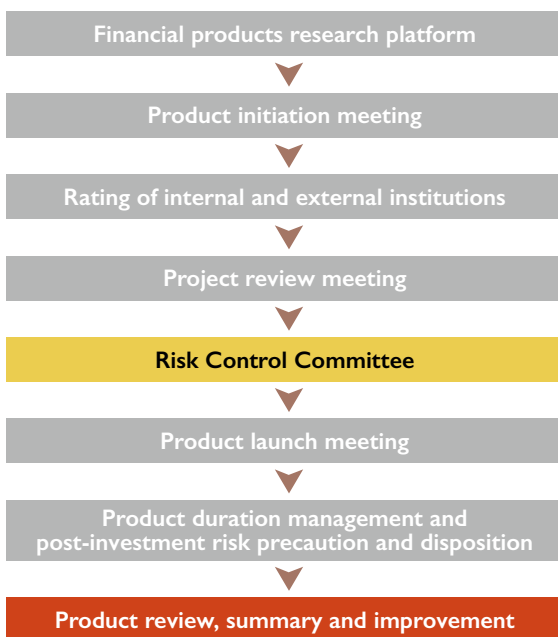 Financial products research platform
Product initiation meeting
Rating of internal and external institutions
Project review meeting
Risk Control Committee
Product launch meeting
Product duration management and
post-investment risk precaution and disposition
Product review, summary and improvement